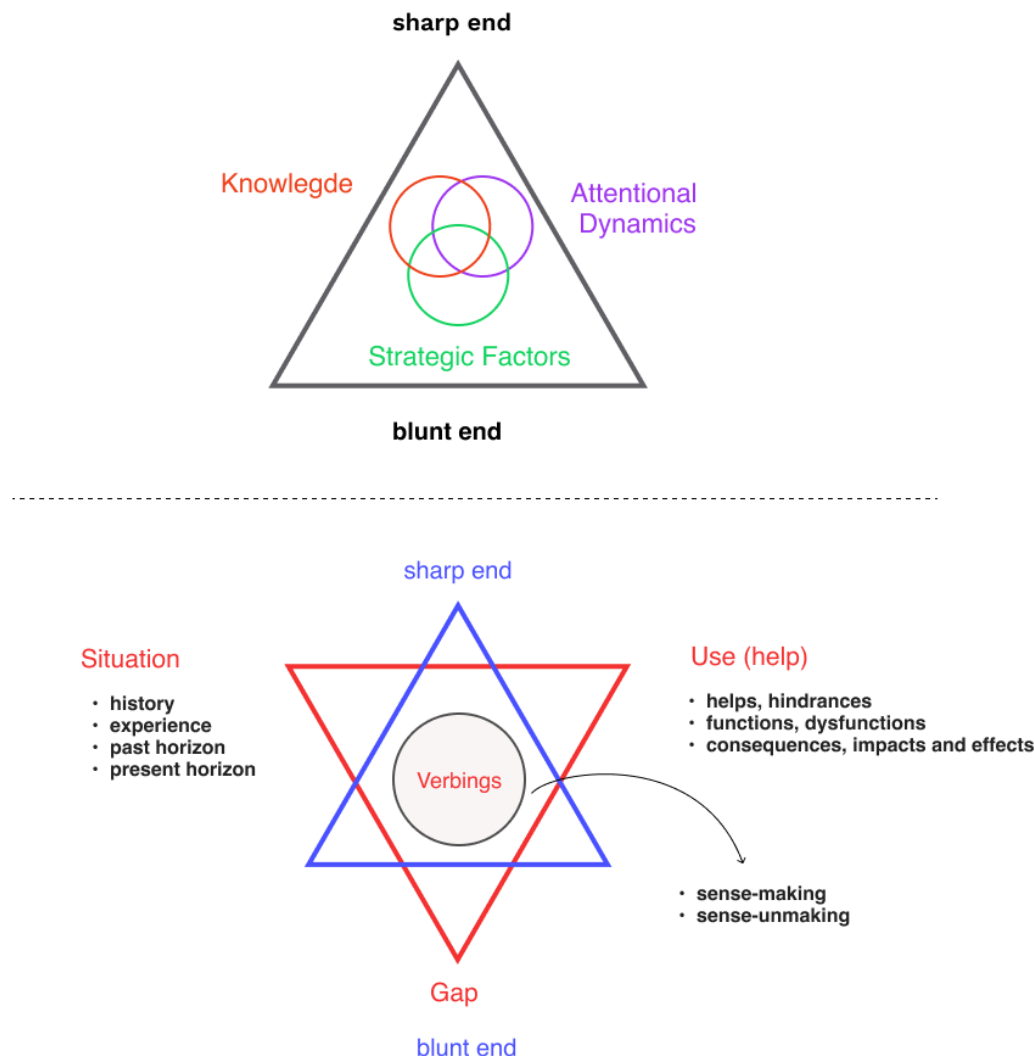 sharp end
Knowlegde
Attentional
Dynamics
Strategic Factors
blunt end
sharp end
Situation
• history
• experience
• past horizon
• present horizon
Use (help)
• helps, hindrances
• functions, dysfunctions
• consequences, impacts and effects
Verbings
• sense-making
• sense-unmaking
Gap
blunt end